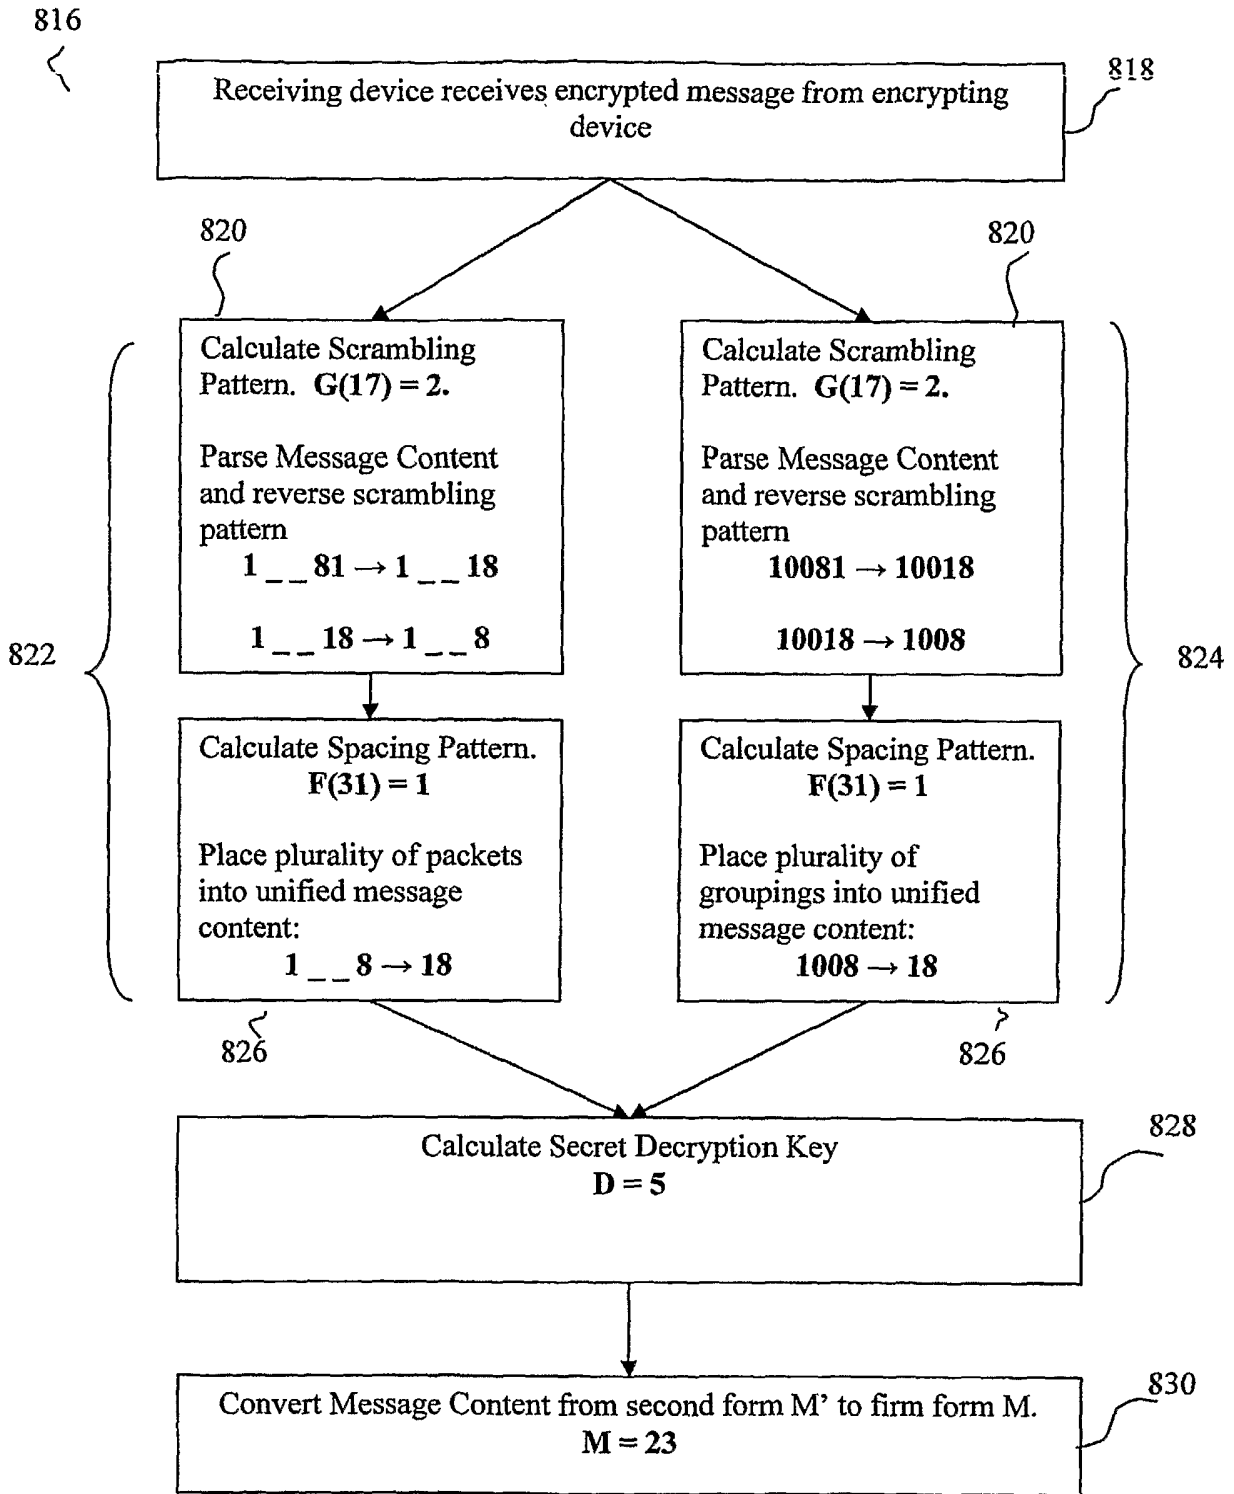 816
818
Receiving device receives encrypted message from encrypting
device
820
820
Calculate Scrambling
Pattern. G(17) = 2.
Parse Message Content
and reverse scrambling
pattern
1 _ _ 81 → 1 _ _ 18
1 _ _ 18 → 1 _ _ 8
Calculate Scrambling
Pattern. G(17) = 2.
Parse Message Content
and reverse scrambling
pattern
10081 → 10018
10018 → 1008
822
824
Calculate Spacing Pattern.
F(31) = 1
Place plurality of packets
into unified message
content:
1 _ _ 8 → 18
Calculate Spacing Pattern.
F(31) = 1
Place plurality of
groupings into unified
message content:
1008 → 18
826
826
828
Calculate Secret Decryption Key
D = 5
830
Convert Message Content from second form M' to firm form M.
M = 23